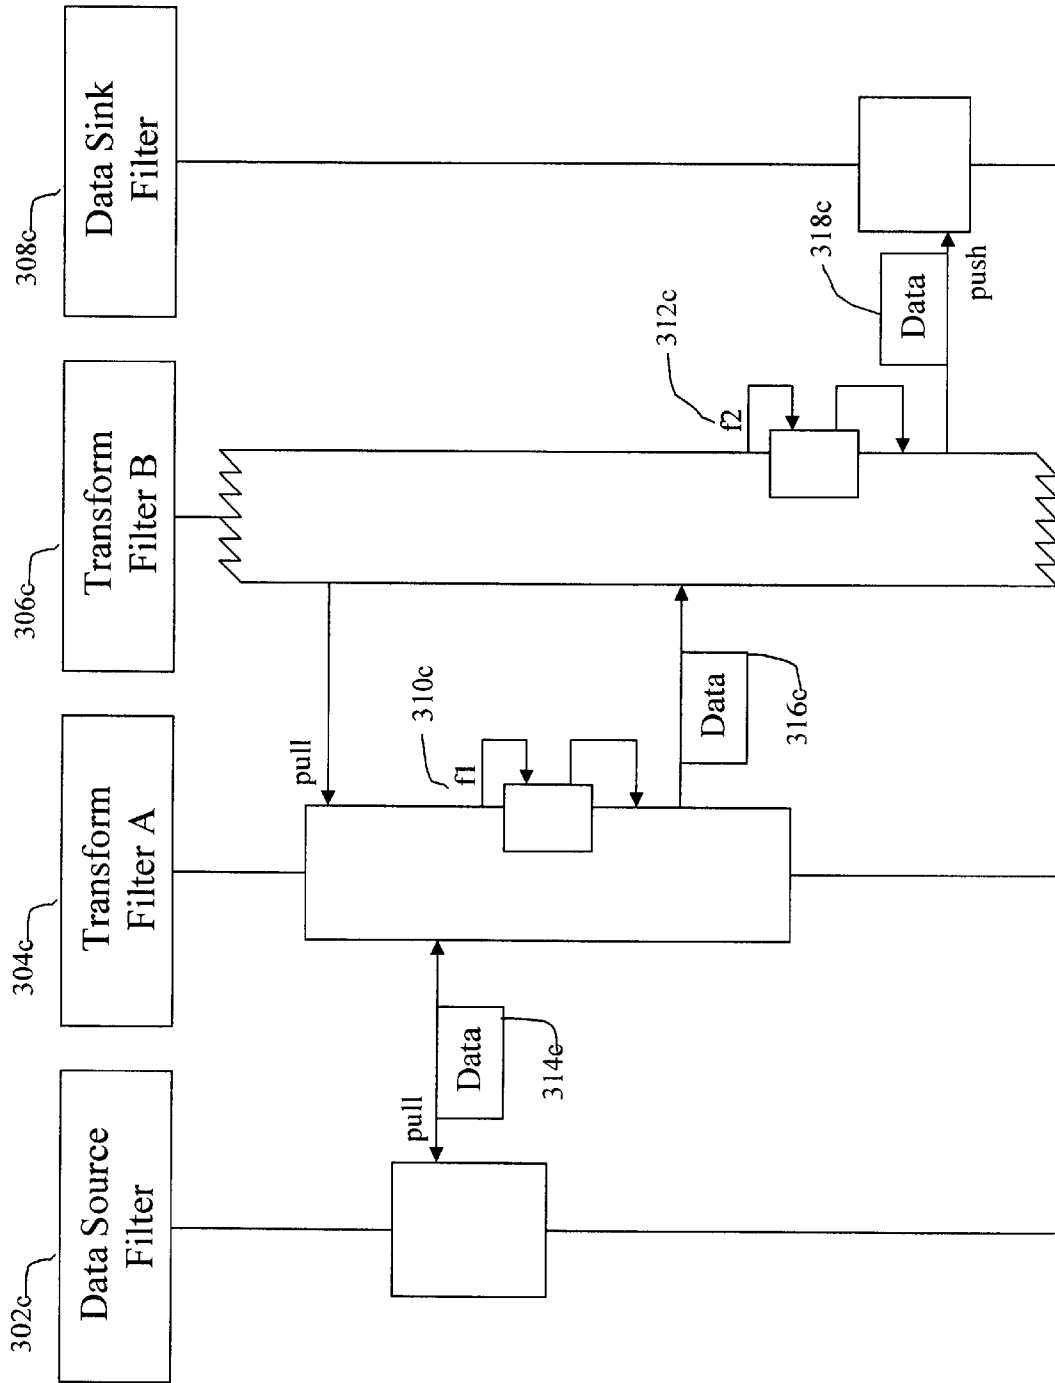 302c
304c
306c
308c
Data Source
Filter
Transform
Filter A
Transform
Filter B
Data Sink
Filter
pull
pull
f1
310c
Data
314c
f2
312c
Data
316c
Data
318c
push